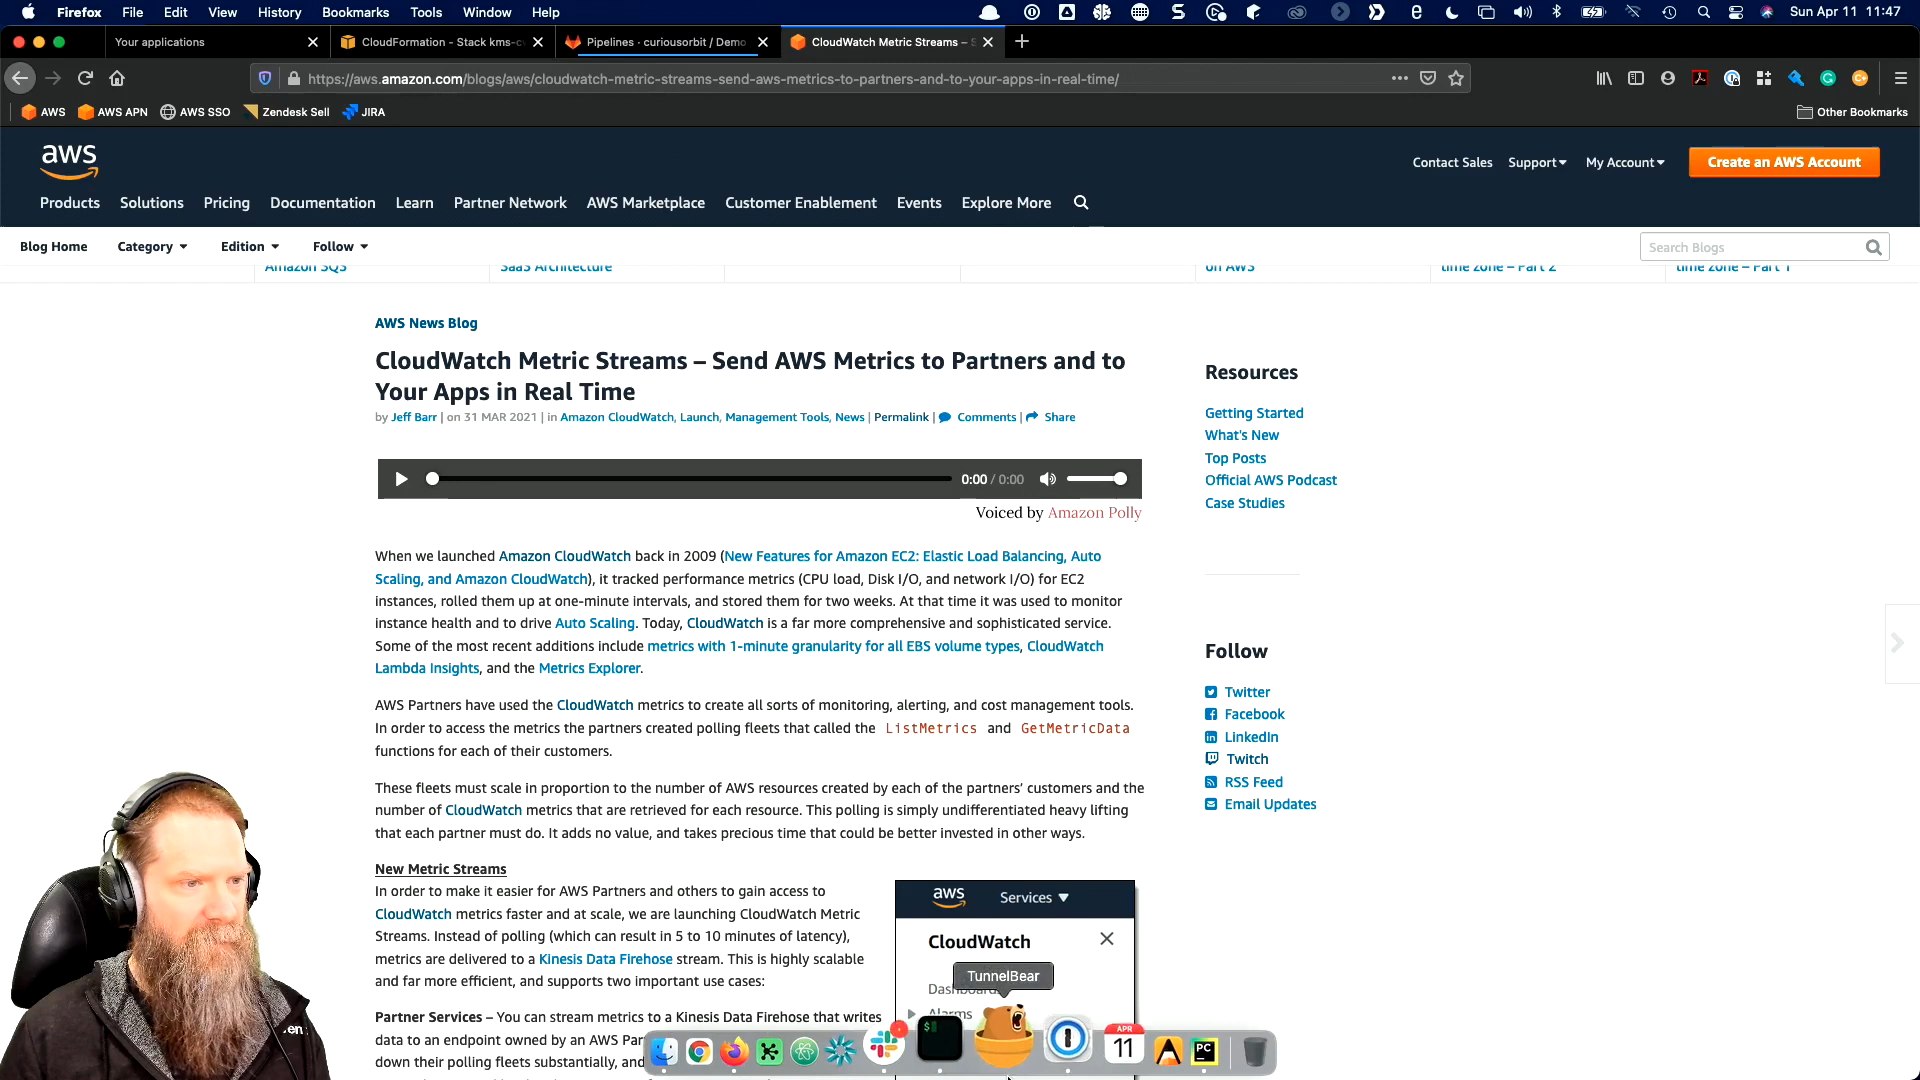 Firefox File Edit View History Bookmarks Tools Window Help Sun Apr 11 11:47
Your applications CloudFormation - Stack kms-c Pipelines · curiousorbit / Demo CloudWatch Metric Streams –
https://aws.amazon.com/blogs/aws/cloudwatch-metric-streams-send-aws-metrics-to-partners-and-to-your-apps-in-real-time/
AWS AWS APN AWS SSO Zendesk Sell JIRA Other Bookmarks
aws
Contact Sales Support My Account Create an AWS Account
Products Solutions Pricing Documentation Learn Partner Network AWS Marketplace Customer Enablement Events Explore More
Blog Home Category Edition Follow Search Blogs
Amazon SQS SaaS Architecture on AWS time zone – Part 2 time zone – Part 1
AWS News Blog
CloudWatch Metric Streams – Send AWS Metrics to Partners and to
Your Apps in Real Time
by Jeff Barr | on 31 MAR 2021 | in Amazon CloudWatch, Launch, Management Tools, News | Permalink | Comments | Share
0:00 / 0:00
Voiced by Amazon Polly
When we launched Amazon CloudWatch back in 2009 (New Features for Amazon EC2: Elastic Load Balancing, Auto
Scaling, and Amazon CloudWatch), it tracked performance metrics (CPU load, Disk I/O, and network I/O) for EC2
instances, rolled them up at one-minute intervals, and stored them for two weeks. At that time it was used to monitor
instance health and to drive Auto Scaling. Today, CloudWatch is a far more comprehensive and sophisticated service.
Some of the most recent additions include metrics with 1-minute granularity for all EBS volume types, CloudWatch
Lambda Insights, and the Metrics Explorer.
AWS Partners have used the CloudWatch metrics to create all sorts of monitoring, alerting, and cost management tools.
In order to access the metrics the partners created polling fleets that called the ListMetrics and GetMetricData
functions for each of their customers.
These fleets must scale in proportion to the number of AWS resources created by each of the partners' customers and the
number of CloudWatch metrics that are retrieved for each resource. This polling is simply undifferentiated heavy lifting
that each partner must do. It adds no value, and takes precious time that could be better invested in other ways.
New Metric Streams
In order to make it easier for AWS Partners and others to gain access to
CloudWatch metrics faster and at scale, we are launching CloudWatch Metric
Streams. Instead of polling (which can result in 5 to 10 minutes of latency),
metrics are delivered to a Kinesis Data Firehose stream. This is highly scalable
and far more efficient, and supports two important use cases:
Partner Services – You can stream metrics to a Kinesis Data Firehose that writes
data to an endpoint owned by an AWS Par
down their polling fleets substantially, and
aws Services
CloudWatch
TunnelBear
Alarms
Resources
Getting Started
What's New
Top Posts
Official AWS Podcast
Case Studies
Follow
Twitter
Facebook
LinkedIn
Twitch
RSS Feed
Email Updates
APR
11
PC